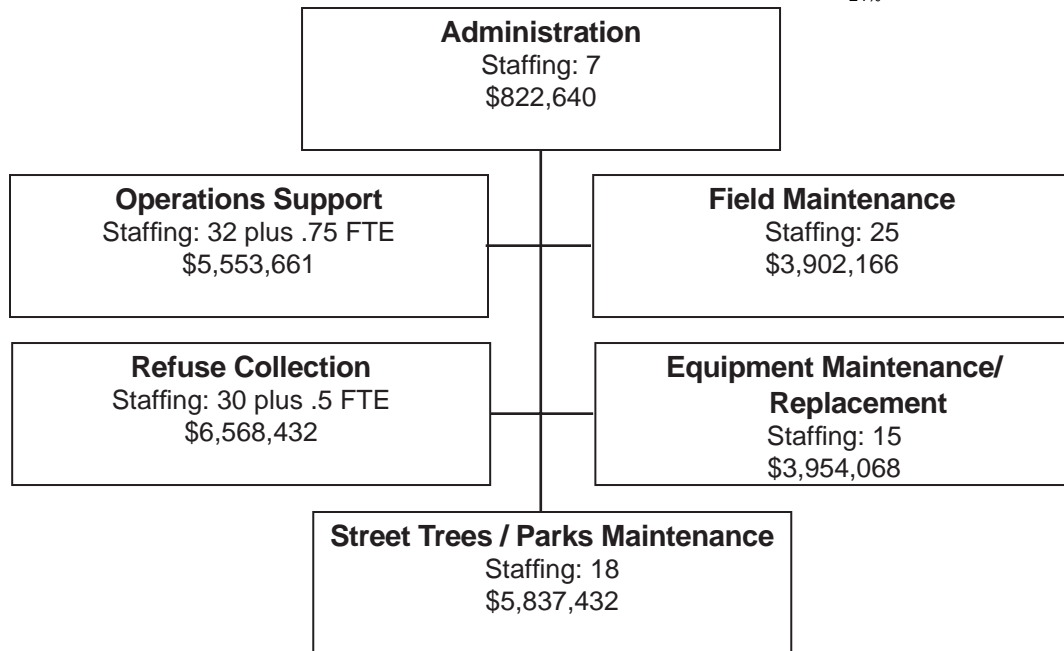 Administration
Staffing: 7
$822,640
Operations Support
Staffing: 32 plus .75 FTE
$5,553,661
Field Maintenance
Staffing: 25
$3,902,166
Refuse Collection
Staffing: 30 plus .5 FTE
$6,568,432
Equipment Maintenance/
Replacement
Staffing: 15
$3,954,068
Street Trees / Parks Maintenance
Staffing: 18
$5,837,432